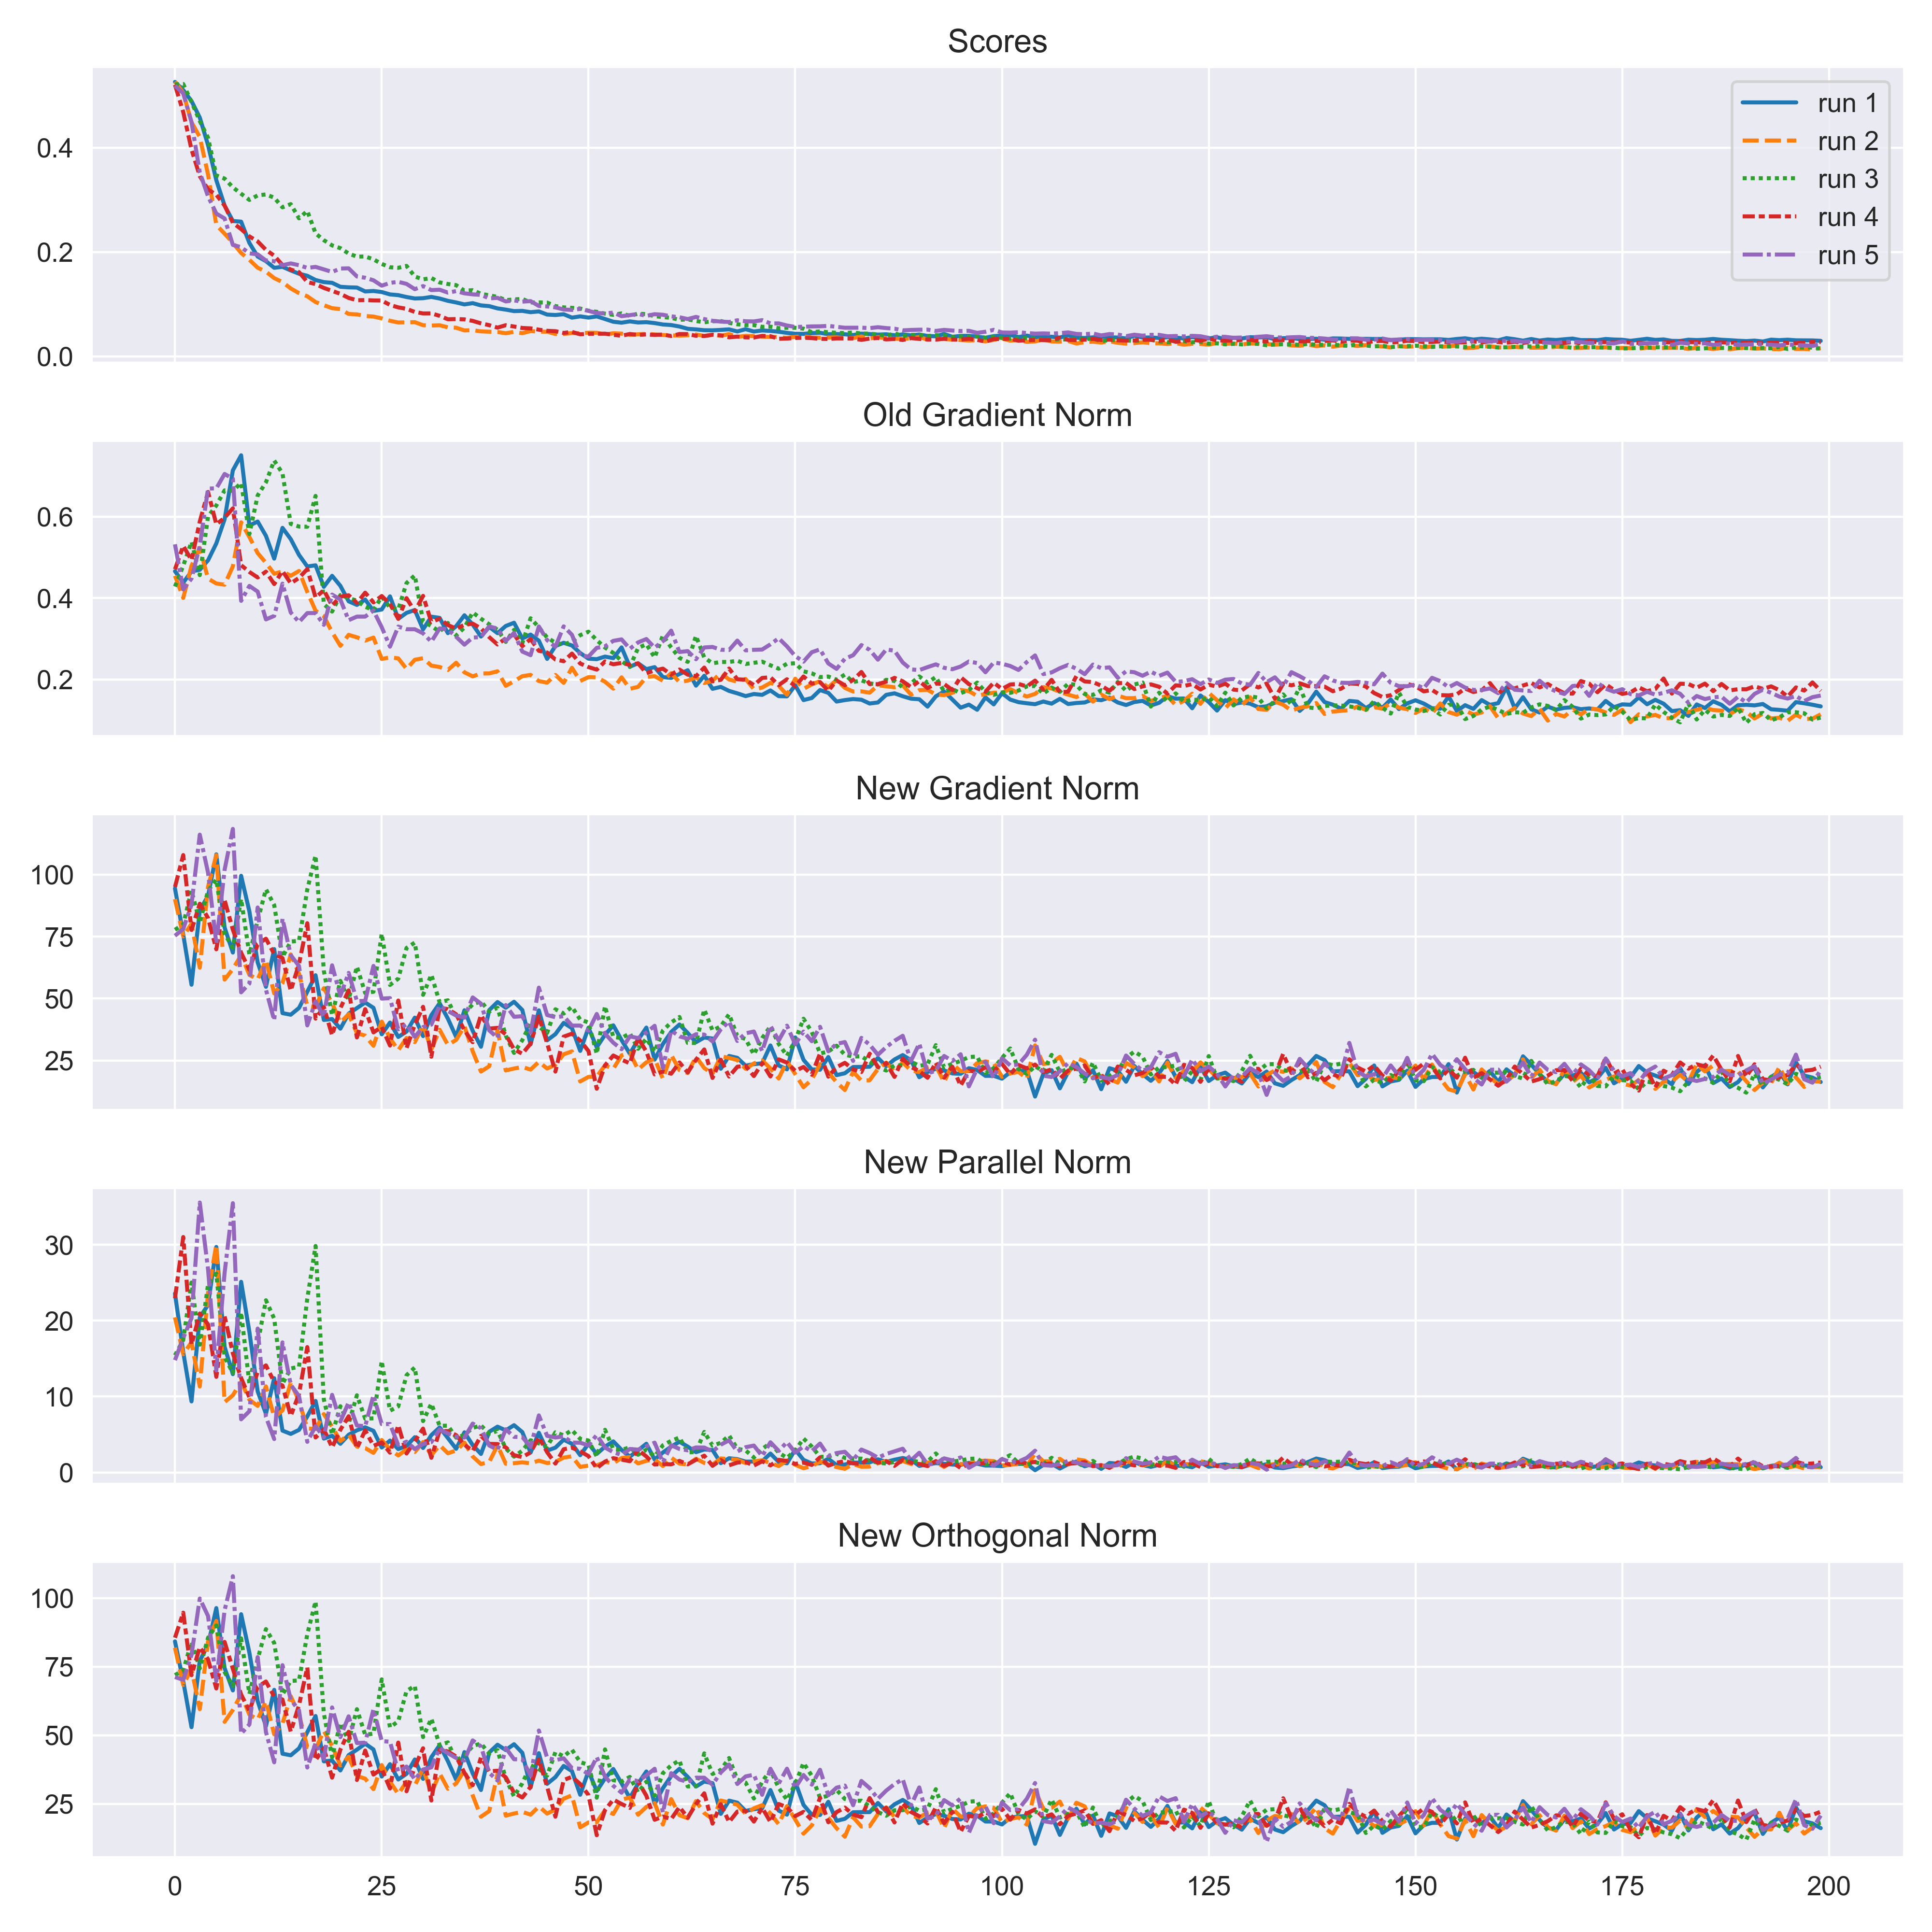 Scores
0.4
0.2
0.0
run 1
run 2
run 3
run 4
run 5
Old Gradient Norm
0.6
0.4
0.2
New Gradient Norm
100
75
50
25
New Parallel Norm
30
20
10
0
New Orthogonal Norm
100
75
50
25
0 25 50 75 100 125 150 175 200